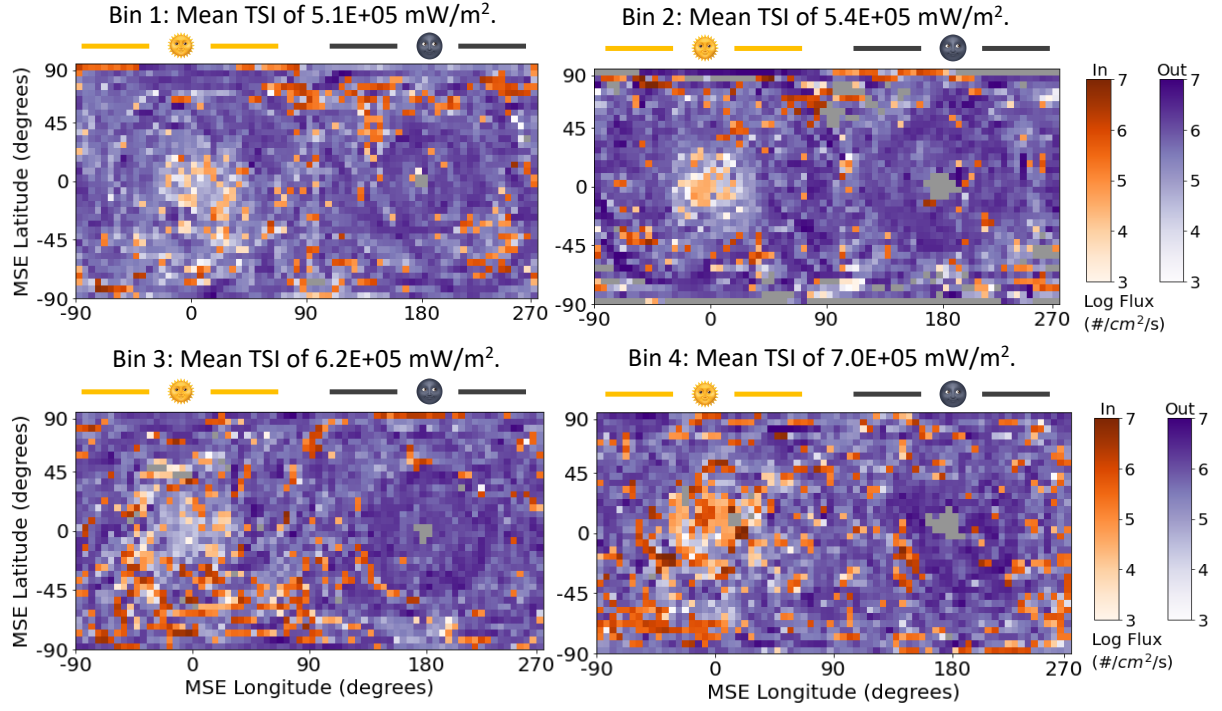 Bin 1: Mean TSI of 5.1E+05 mW/m².
Bin 2: Mean TSI of 5.4E+05 mW/m².
MSE Latitude (degrees)
90
45
0
-45
-90
-90 0 90 180 270
90
45
0
-45
-90
-90 0 90 180 270
In Out
7 7
6 6
5 5
4 4
3 3
Log Flux
(#/cm²/s)
Bin 3: Mean TSI of 6.2E+05 mW/m².
Bin 4: Mean TSI of 7.0E+05 mW/m².
MSE Latitude (degrees)
90
45
0
-45
-90
-90 0 90 180 270
MSE Longitude (degrees)
90
45
0
-45
-90
-90 0 90 180 270
MSE Longitude (degrees)
In Out
7 7
6 6
5 5
4 4
3 3
Log Flux
(#/cm²/s)